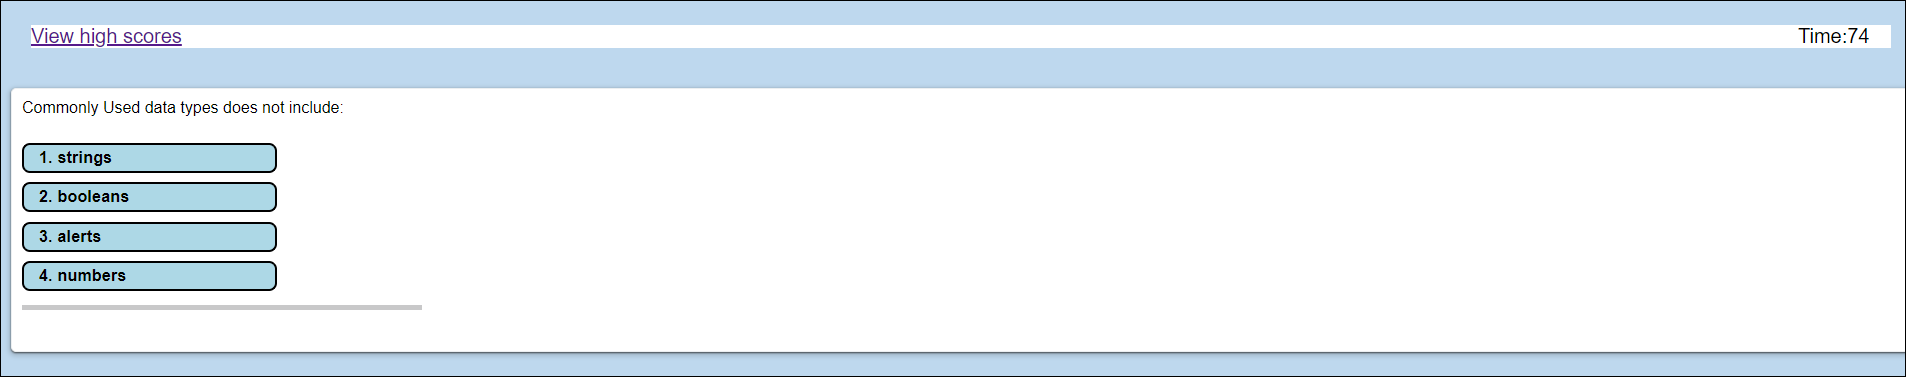 View high scores
Time:74
Commonly Used data types does not include:
1. strings
2. booleans
3. alerts
4. numbers